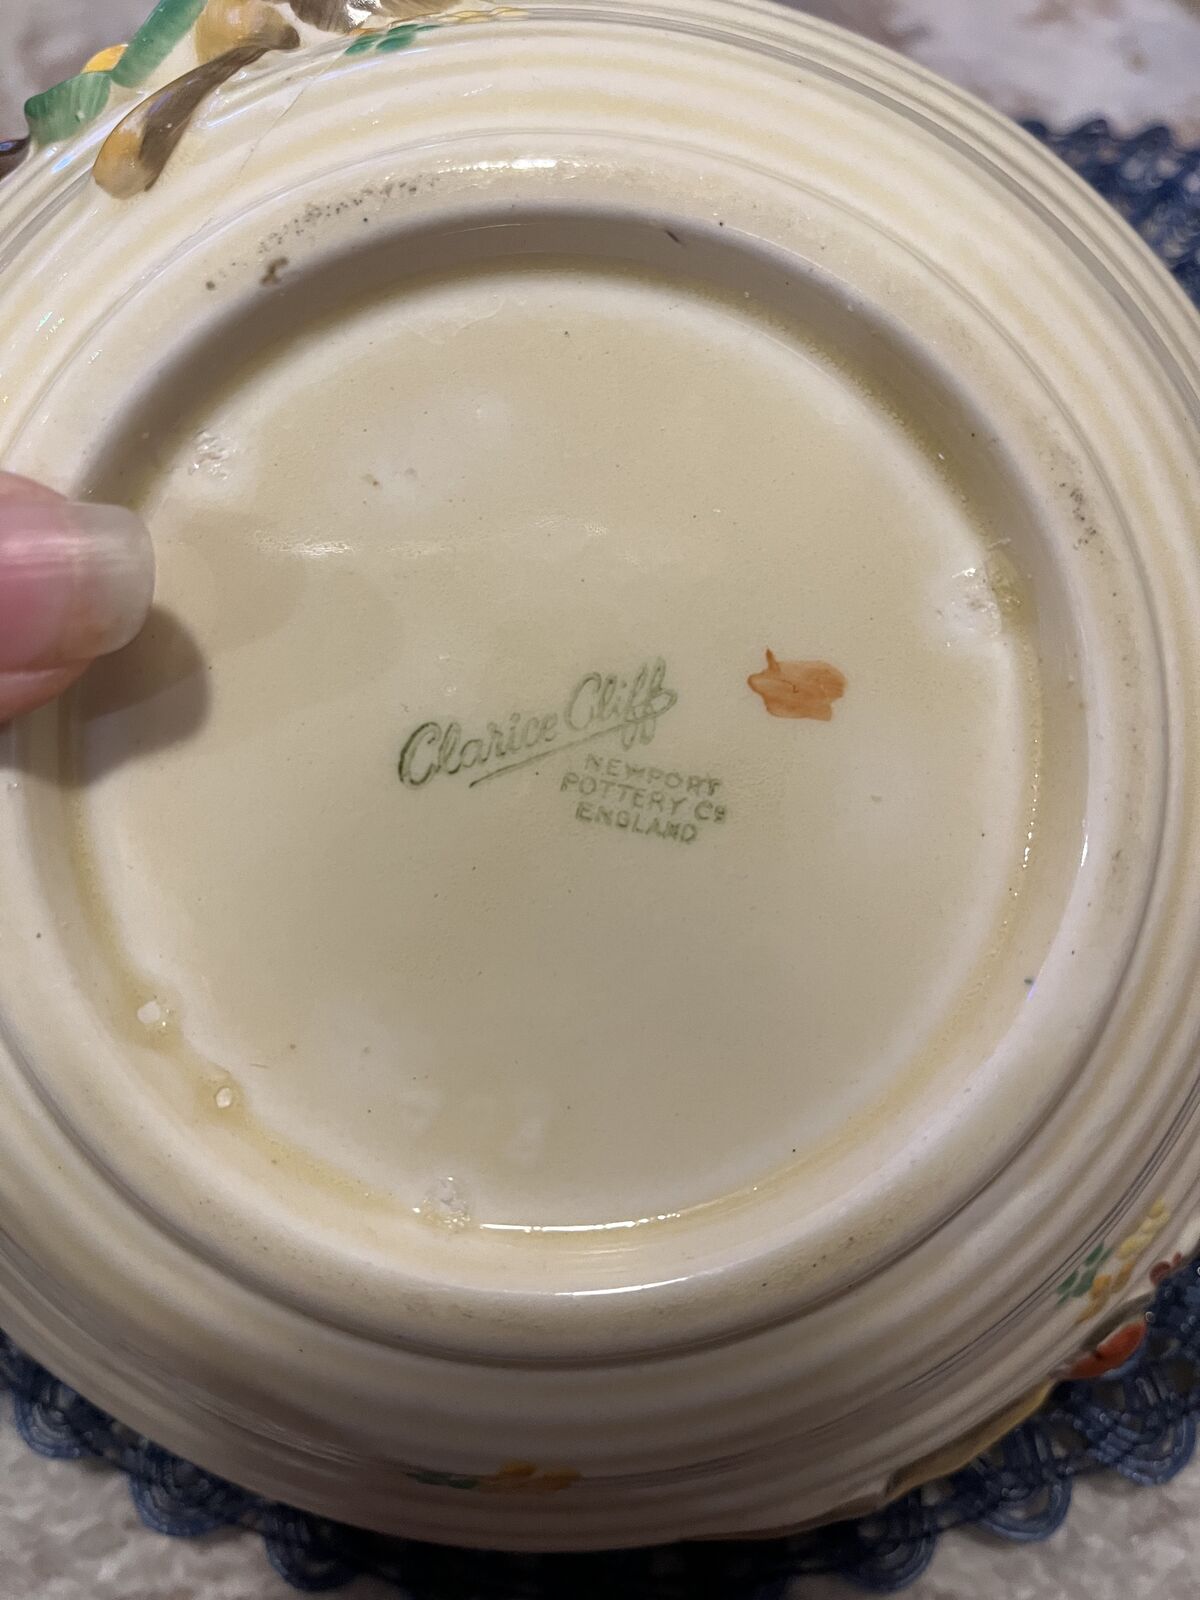 Clarice Cliff
NEWPORT
POTTERY Co
ENGLAND